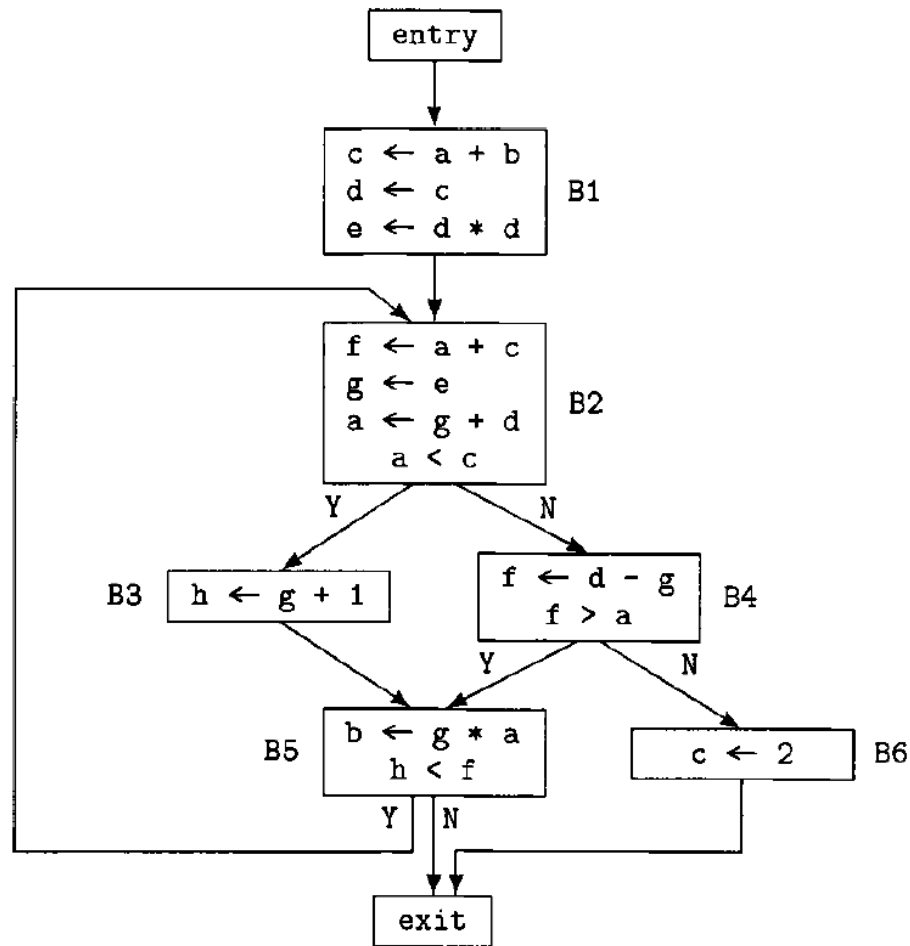 entry
c ← a + b
d ← c
e ← d * d
B1
f ← a + c
g ← e
a ← g + d
a < c
B2
Y
N
B3
h ← g + 1
f ← d - g
f > a
B4
Y
N
B5
b ← g * a
h < f
c ← 2
B6
Y
N
exit